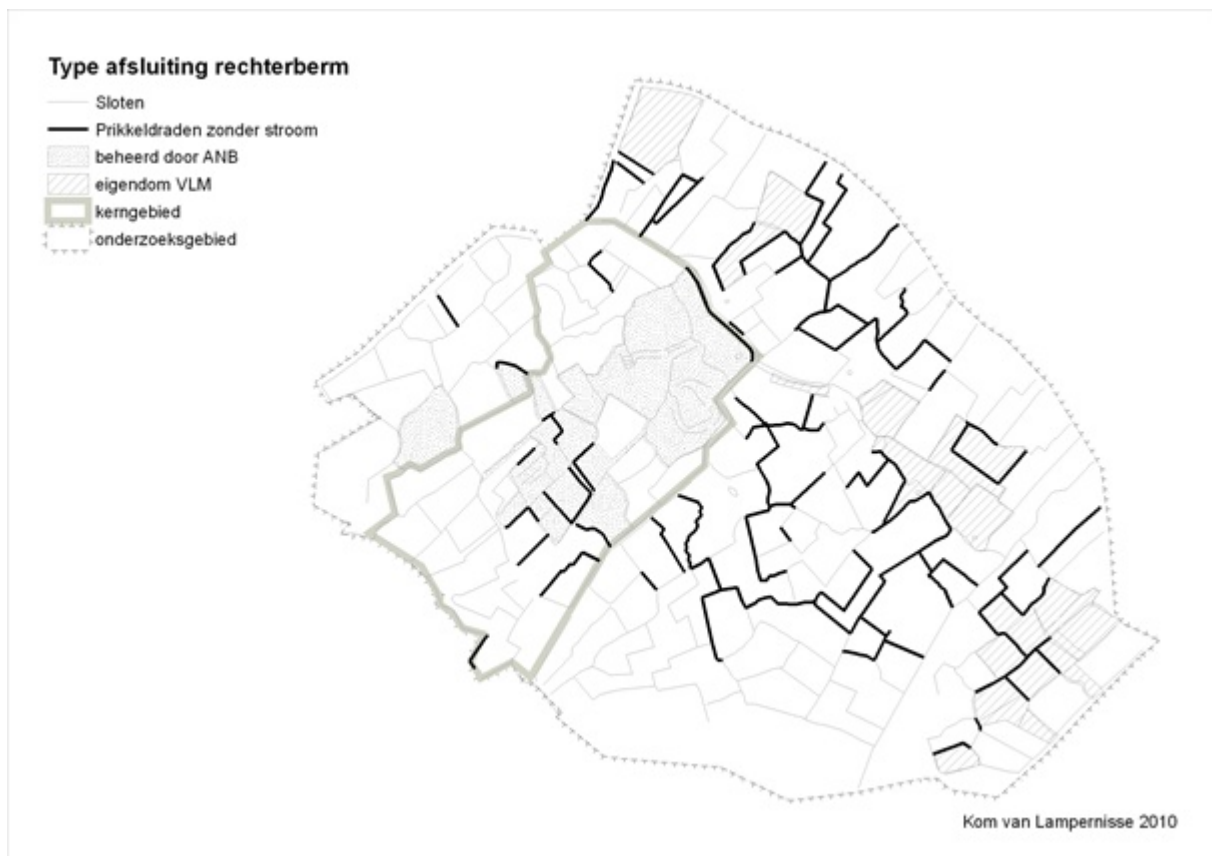 Type afsluiting rechterberm
Sloten
Prikkeldraden zonder stroom
beheerd door ANB
eigendom VLM
kerngebied
onderzoeksgebied
Kom van Lampernisse 2010